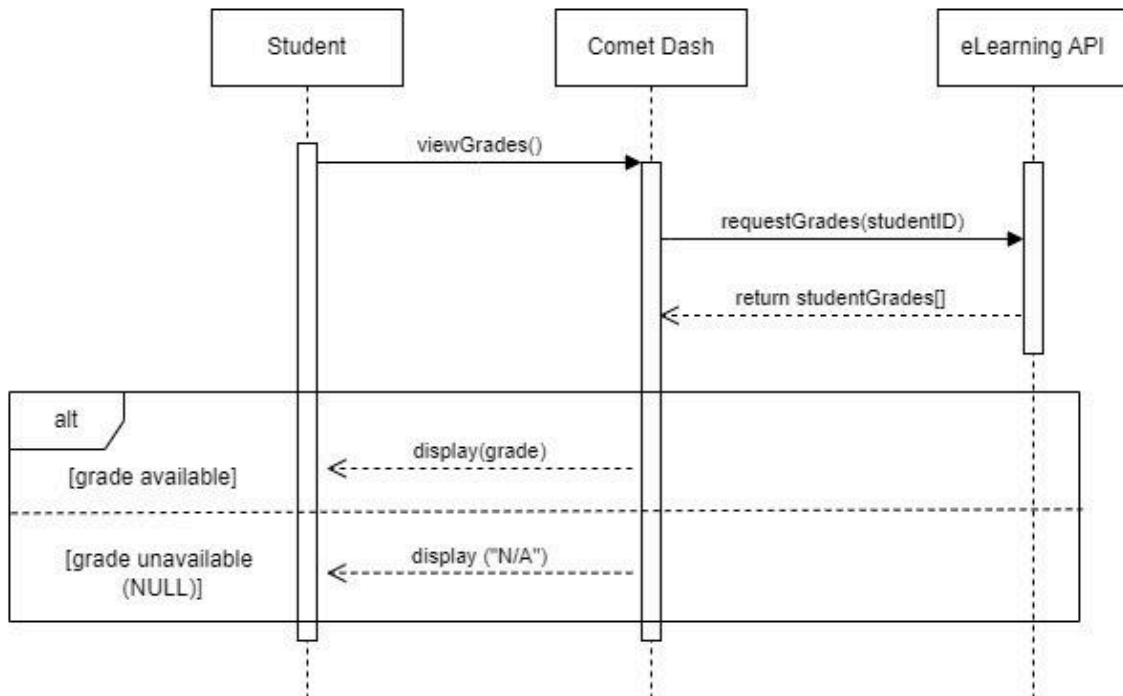 Student
Comet Dash
eLearning API
viewGrades()
requestGrades(studentID)
return studentGrades[]
alt
display(grade)
[grade available]
display ("N/A")
[grade unavailable
(NULL)]